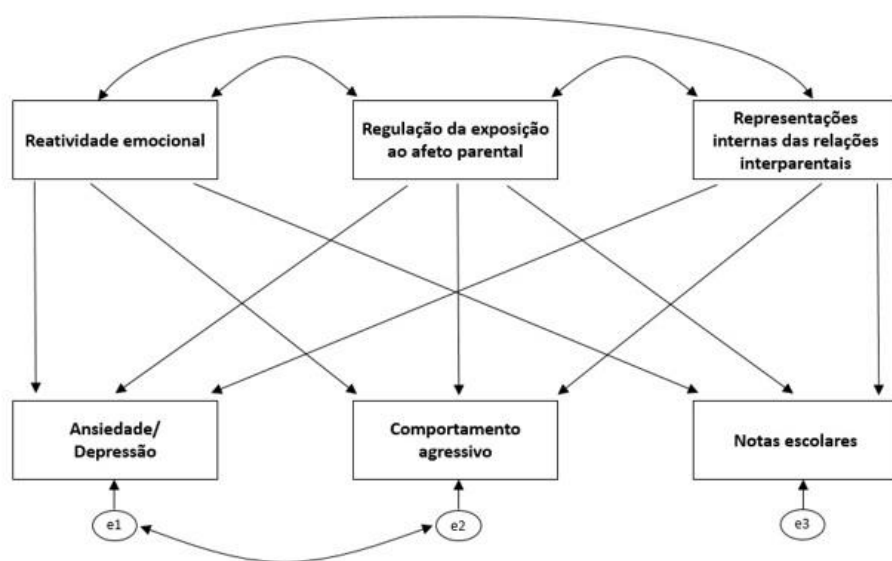 Reatividade emocional
Regulação da exposição
ao afeto parental
Representações
internas das relações
interparentais
Ansiedade/
Depressão
Comportamento
agressivo
Notas escolares
e1
e2
e3